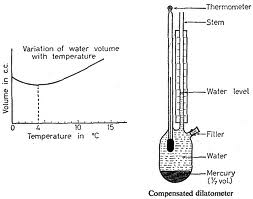 Variation of water volume
with temperature
Volume in c.c.
0 4 5 10 15
Temperature in °C
Thermometer
Stem
Water level
Filler
Water
Mercury
(⅐ vol.)
Compensated dilatometer